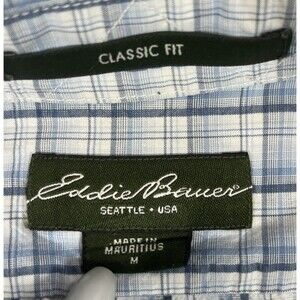 CLASSIC FIT
Eddie Bauer®
SEATTLE • USA
MADE IN
MAURITIUS
M